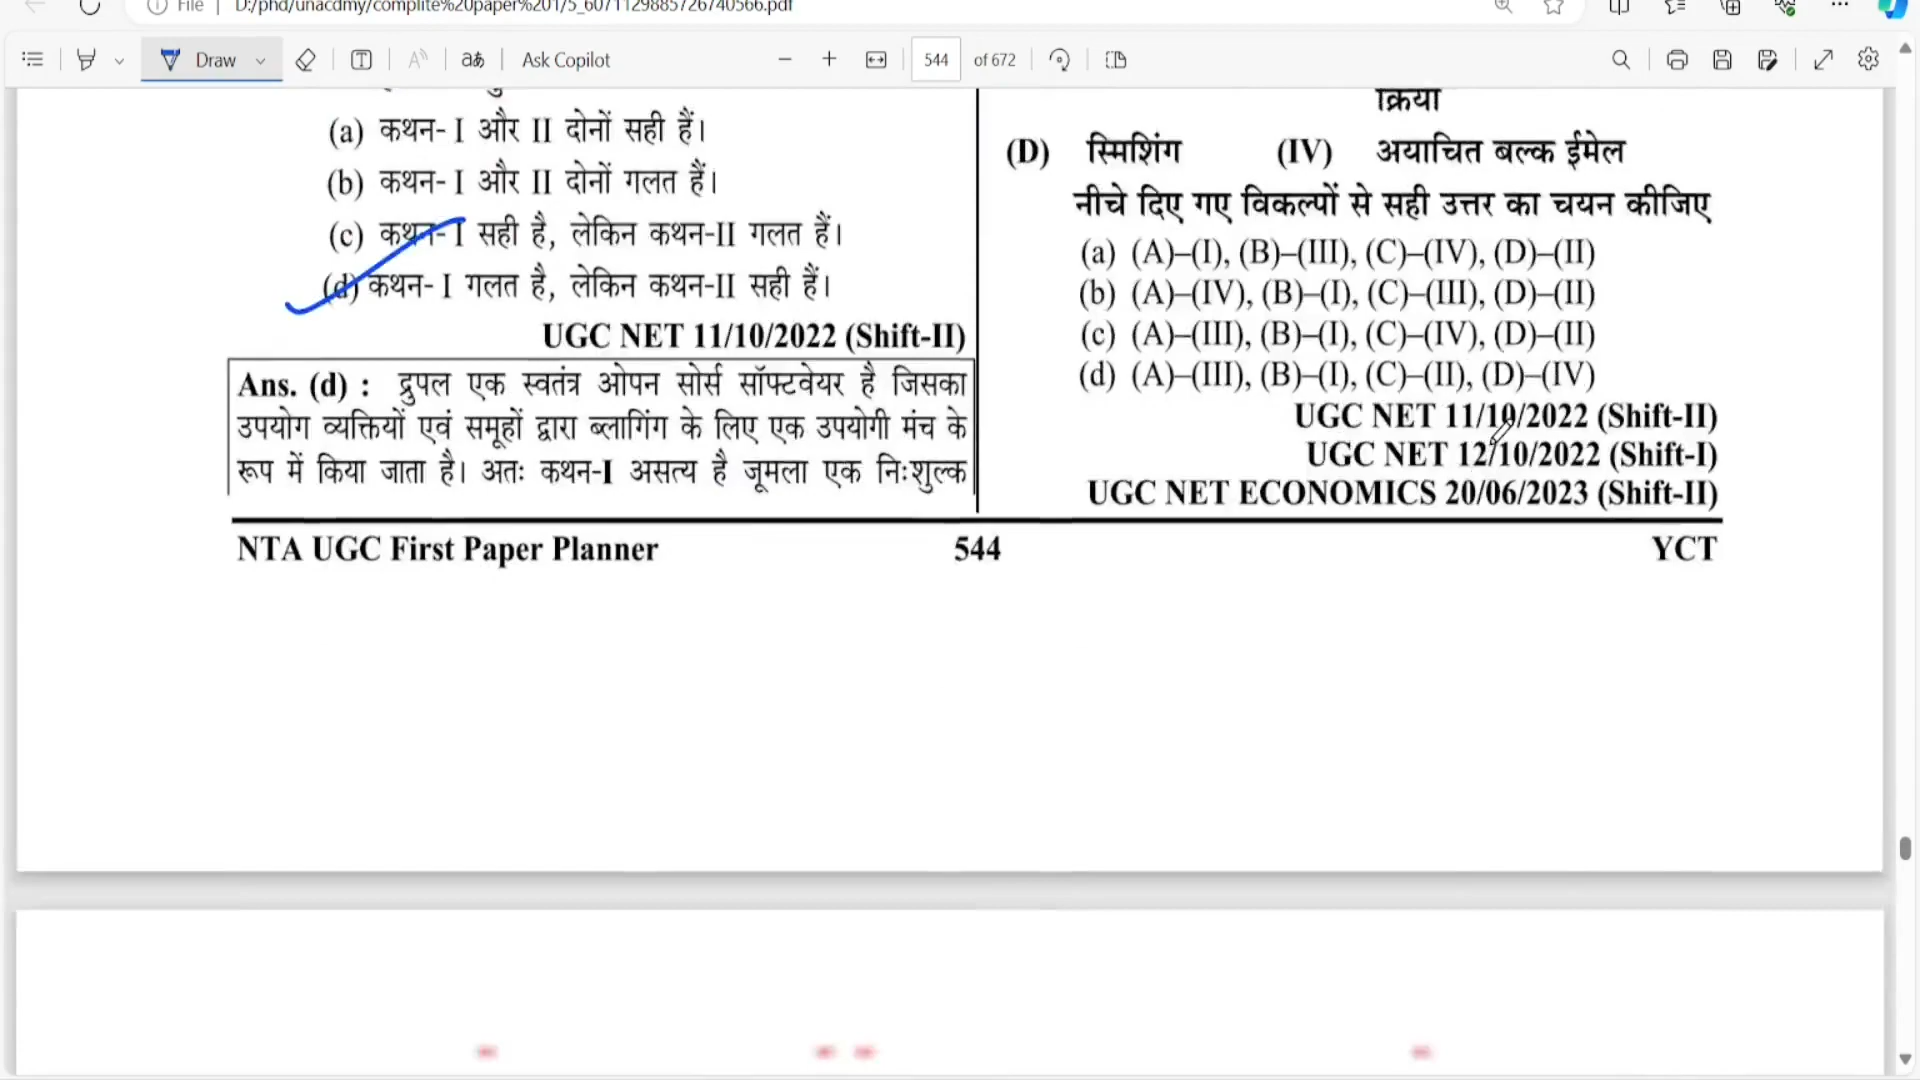 File D:/phd/unacdmy/complite%20paper%201/5_6071129885726740566.pdf
Draw
Ask Copilot
544 of 672
(a) कथन- I और II दोनों सही हैं।
(b) कथन- I और II दोनों गलत हैं।
(c) कथन- I सही है, लेकिन कथन-II गलत हैं।
(d) कथन- I गलत है, लेकिन कथन-II सही हैं।
UGC NET 11/10/2022 (Shift-II)
Ans. (d) : द्रुपल एक स्वतंत्र ओपन सोर्स सॉफ्टवेयर है जिसका
उपयोग व्यक्तियों एवं समूहों द्वारा ब्लागिंग के लिए एक उपयोगी मंच के
रूप में किया जाता है। अतः कथन-I असत्य है जूमला एक निःशुल्क
क्रिया
(D) स्मिशिंग (IV) अयाचित बल्क ईमेल
नीचे दिए गए विकल्पों से सही उत्तर का चयन कीजिए
(a) (A)–(I), (B)–(III), (C)–(IV), (D)–(II)
(b) (A)–(IV), (B)–(I), (C)–(III), (D)–(II)
(c) (A)–(III), (B)–(I), (C)–(IV), (D)–(II)
(d) (A)–(III), (B)–(I), (C)–(II), (D)–(IV)
UGC NET 11/10/2022 (Shift-II)
UGC NET 12/10/2022 (Shift-I)
UGC NET ECONOMICS 20/06/2023 (Shift-II)
NTA UGC First Paper Planner 544 YCT